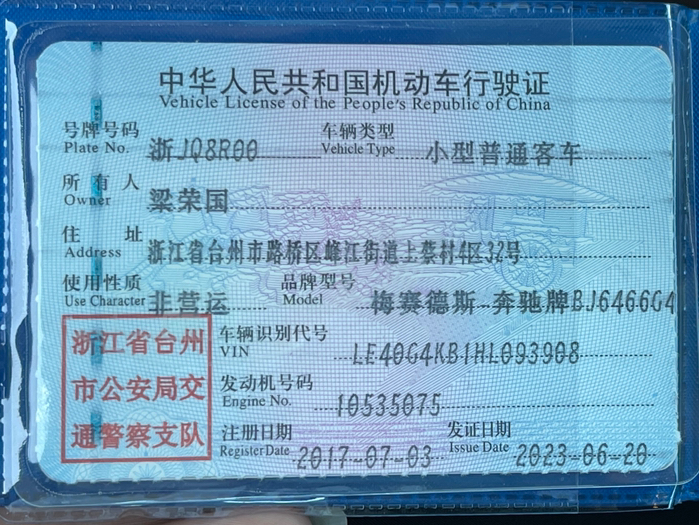 中华人民共和国机动车行驶证
Vehicle License of the People's Republic of China
号牌号码 浙JQ8R00 车辆类型 小型普通客车
Plate No. Vehicle Type
所有人 梁荣国
Owner
住址 浙江省台州市路桥区峰江街道上蔡村4区32号
Address
使用性质 非营运 品牌型号 梅赛德斯-奔驰牌BJ6466G4
Use Character Model
浙江省台州
市公安局交
通警察支队
车辆识别代号 LE40G4KB1HL093908
VIN
发动机号码 10535075
Engine No.
注册日期 2017-07-03 发证日期 2023-06-20
Register Date Issue Date